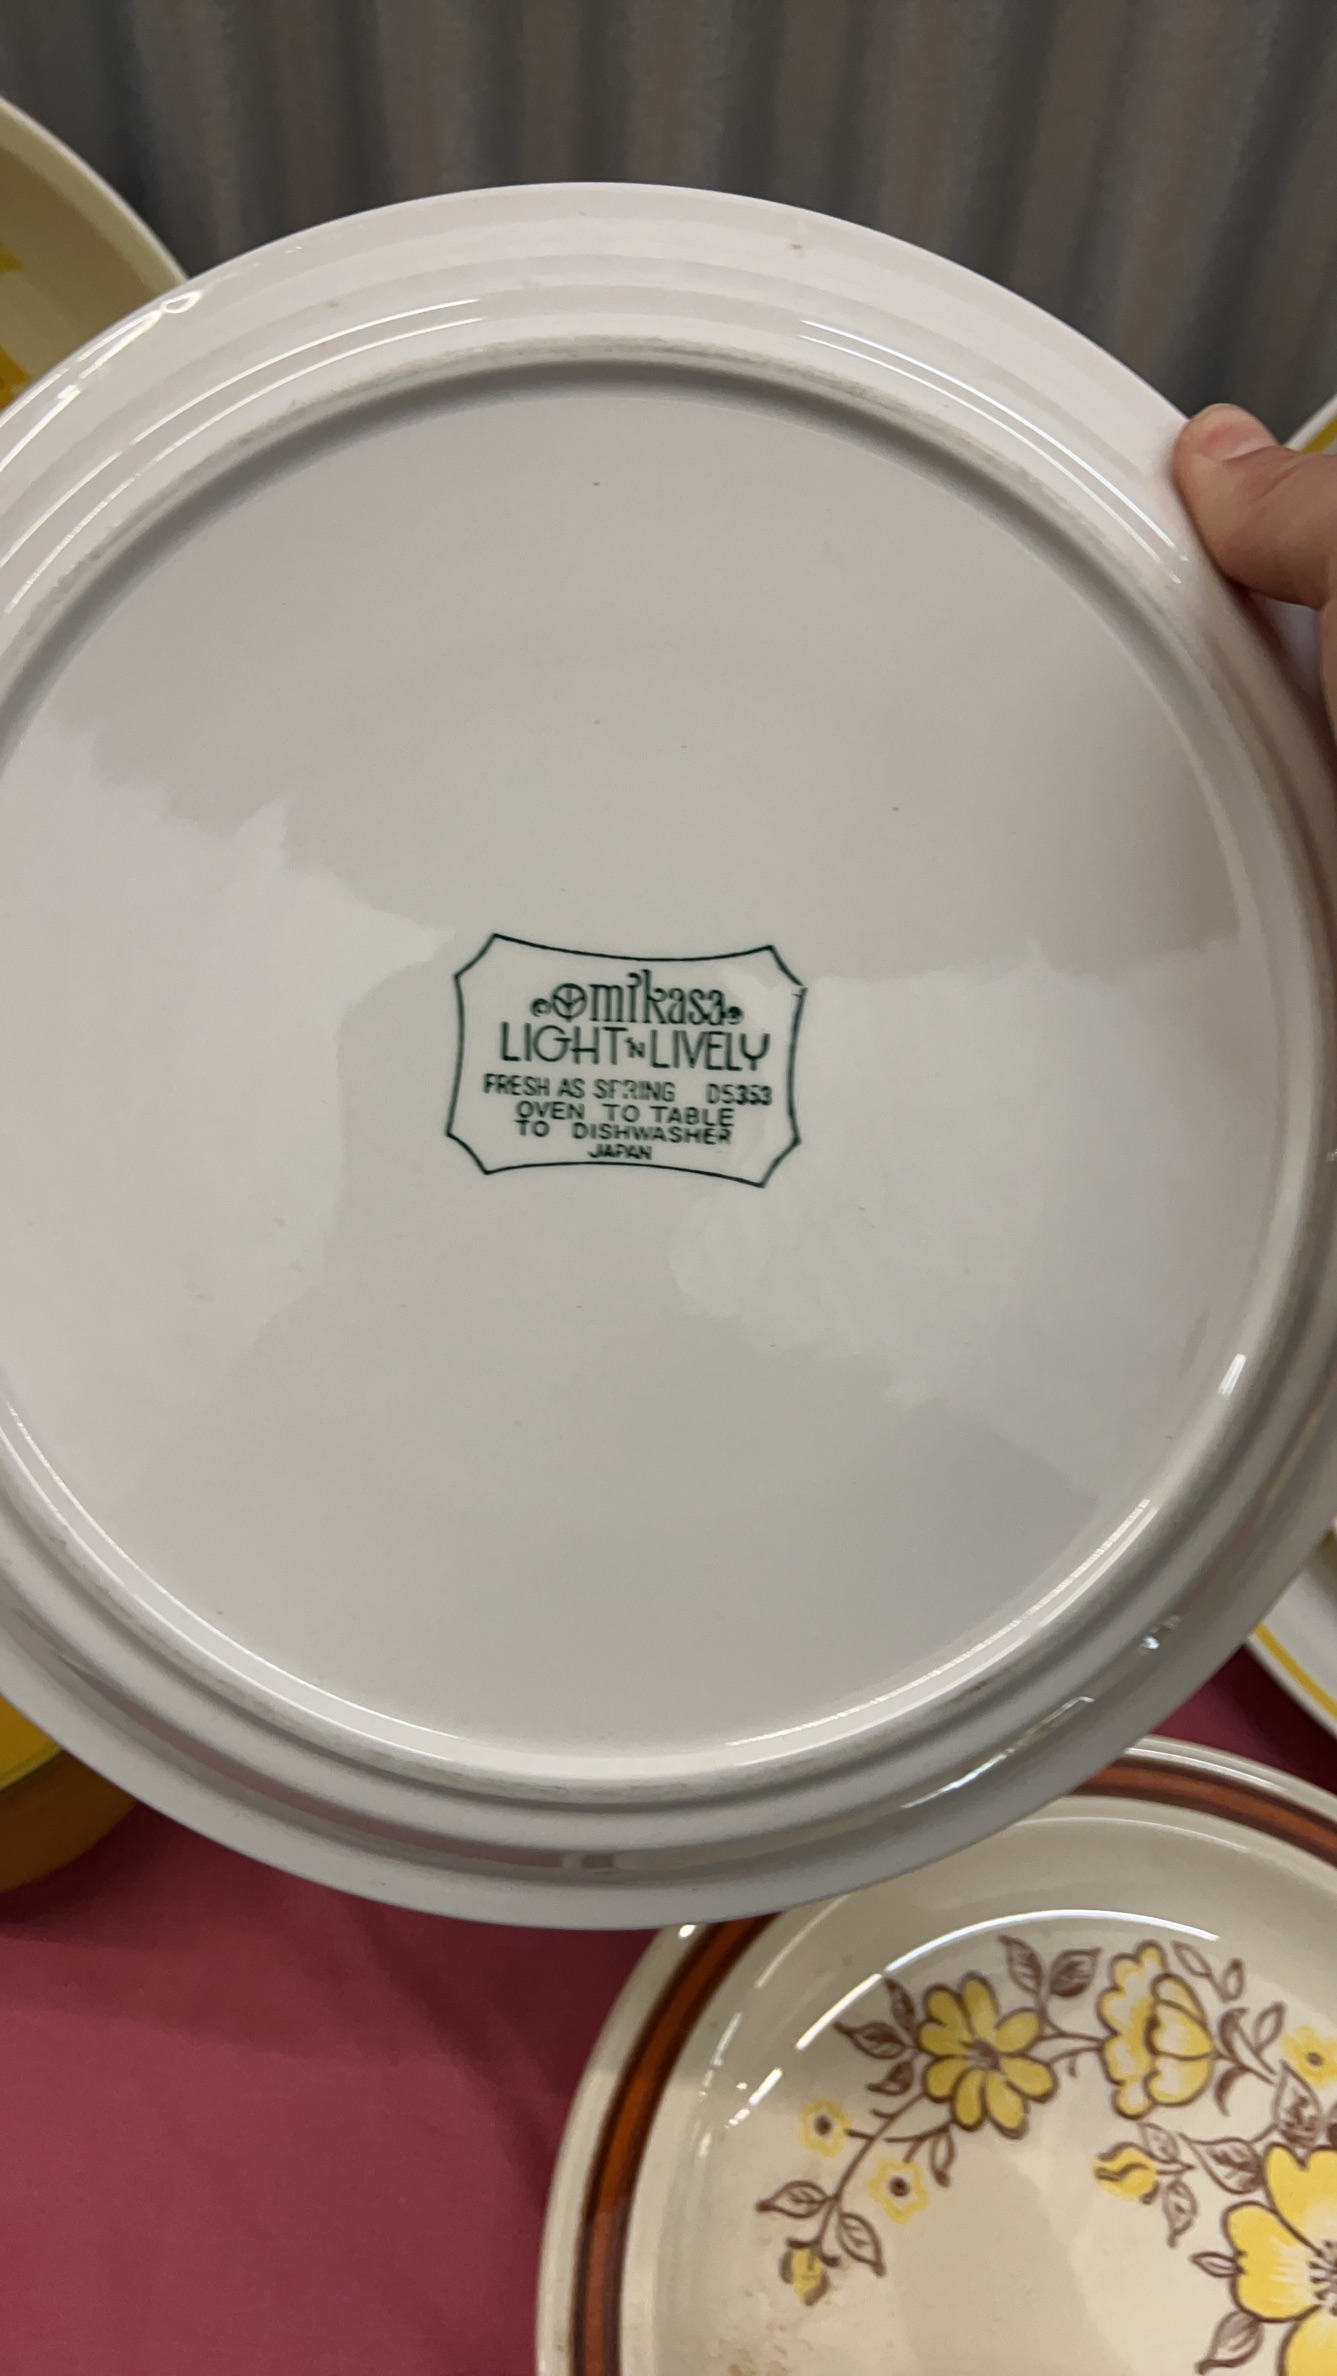 © mikasa
LIGHT 'N LIVELY
FRESH AS SPRING D5353
OVEN TO TABLE
TO DISHWASHER
JAPAN